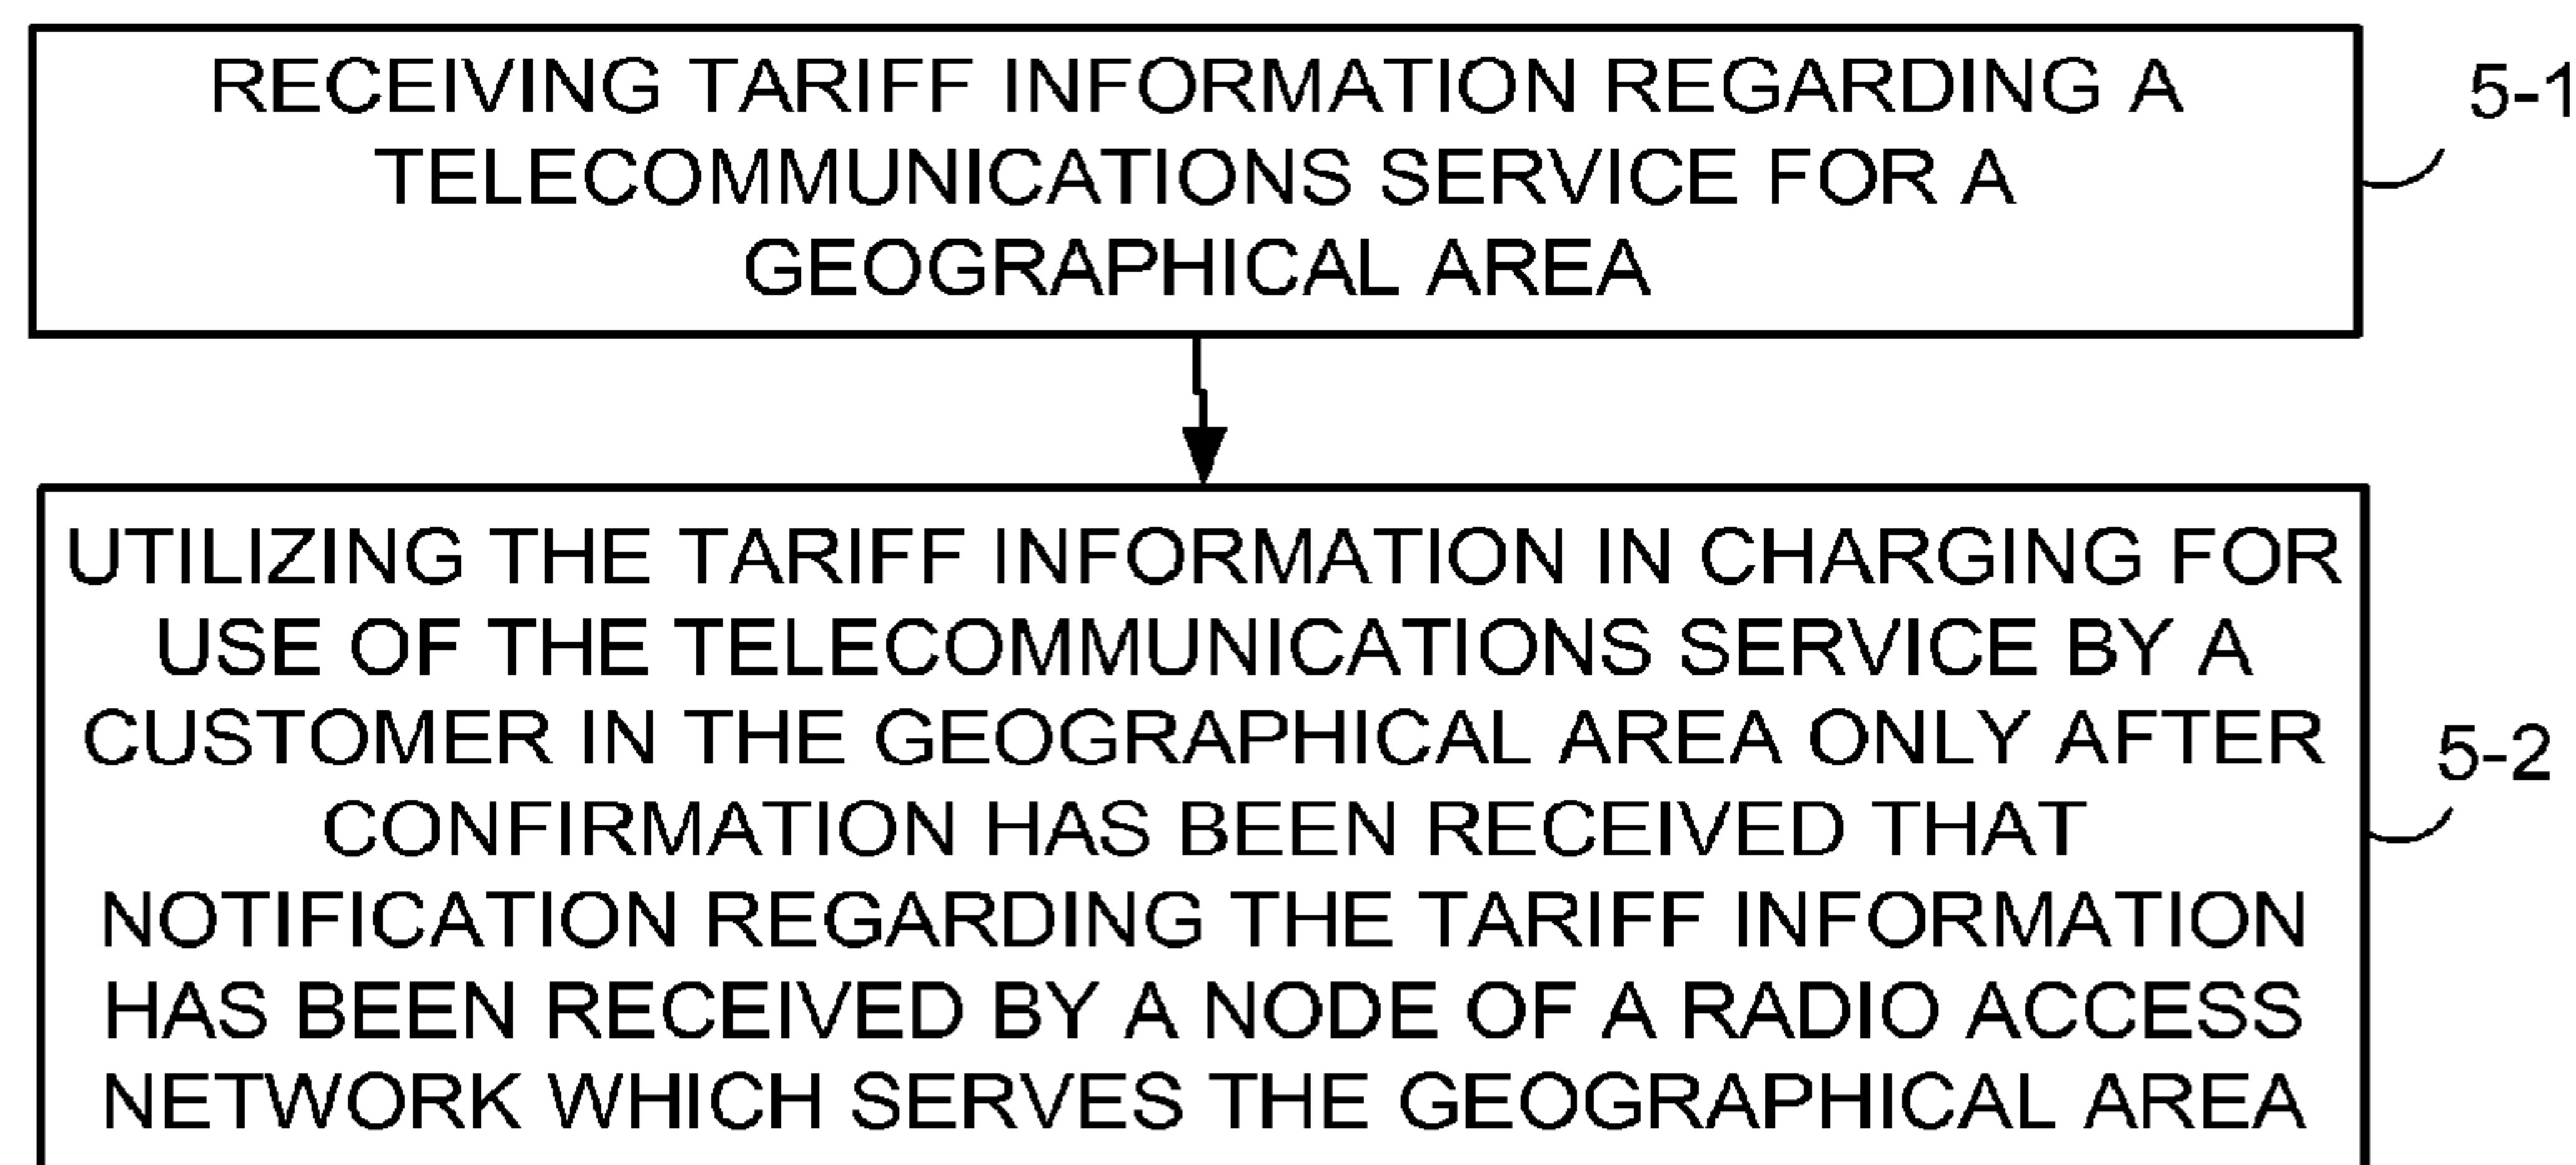 RECEIVING TARIFF INFORMATION REGARDING A
TELECOMMUNICATIONS SERVICE FOR A
GEOGRAPHICAL AREA
5-1
UTILIZING THE TARIFF INFORMATION IN CHARGING FOR
USE OF THE TELECOMMUNICATIONS SERVICE BY A
CUSTOMER IN THE GEOGRAPHICAL AREA ONLY AFTER
CONFIRMATION HAS BEEN RECEIVED THAT
NOTIFICATION REGARDING THE TARIFF INFORMATION
HAS BEEN RECEIVED BY A NODE OF A RADIO ACCESS
NETWORK WHICH SERVES THE GEOGRAPHICAL AREA
5-2